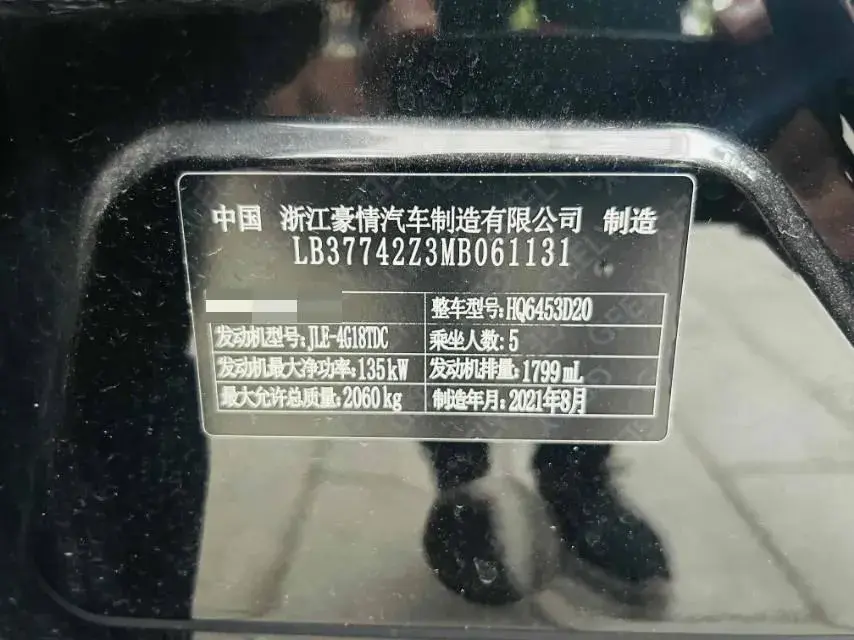 中国 浙江豪情汽车制造有限公司 制造
LB37742Z3MB061131
整车型号:HQ6453D20
发动机型号:JLE-4G18TDC 乘坐人数:5
发动机最大净功率:135kW 发动机排量:1799mL
最大允许总质量:2060kg 制造年月:2021年8月